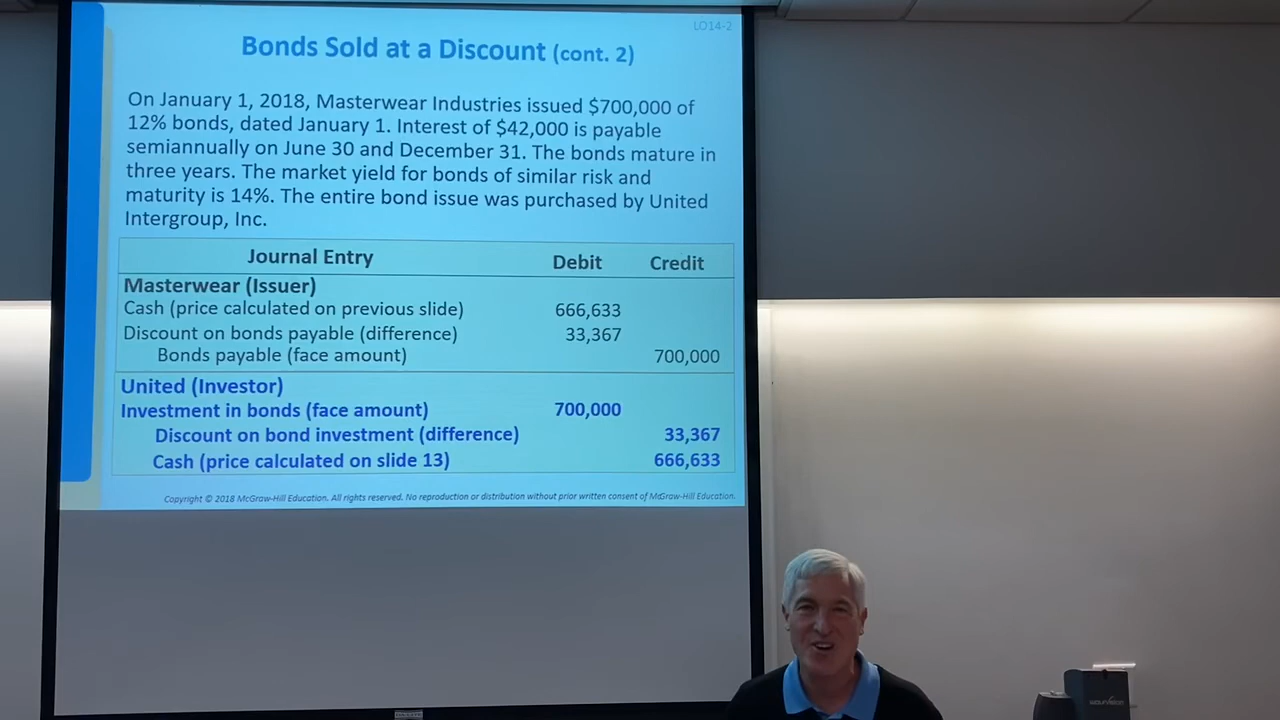 LO14-2
Bonds Sold at a Discount (cont. 2)
On January 1, 2018, Masterwear Industries issued $700,000 of
12% bonds, dated January 1. Interest of $42,000 is payable
semiannually on June 30 and December 31. The bonds mature in
three years. The market yield for bonds of similar risk and
maturity is 14%. The entire bond issue was purchased by United
Intergroup, Inc.
Journal Entry Debit Credit
Masterwear (Issuer)
Cash (price calculated on previous slide) 666,633
Discount on bonds payable (difference) 33,367
Bonds payable (face amount) 700,000
United (Investor)
Investment in bonds (face amount) 700,000
Discount on bond investment (difference) 33,367
Cash (price calculated on slide 13) 666,633
Copyright © 2018 McGraw-Hill Education. All rights reserved. No reproduction or distribution without prior written consent of McGraw-Hill Education.